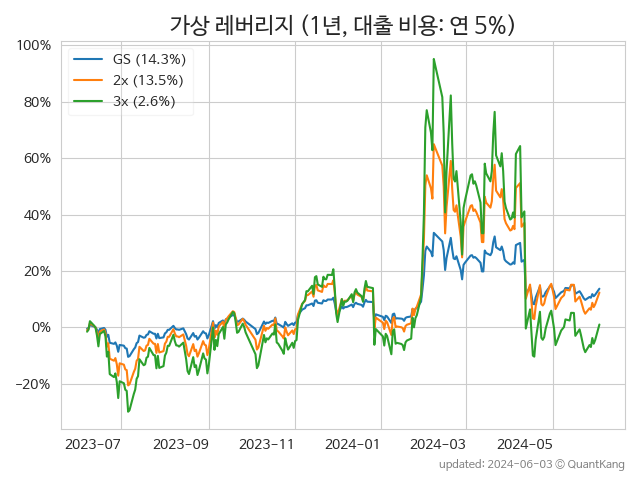 가상 레버리지 (1년, 대출 비용: 연 5%)
100%
80%
60%
40%
20%
0%
−20%
GS (14.3%)
2x (13.5%)
3x (2.6%)
2023-07
2023-09
2023-11
2024-01
2024-03
2024-05
updated: 2024-06-03 ⓒ QuantKang